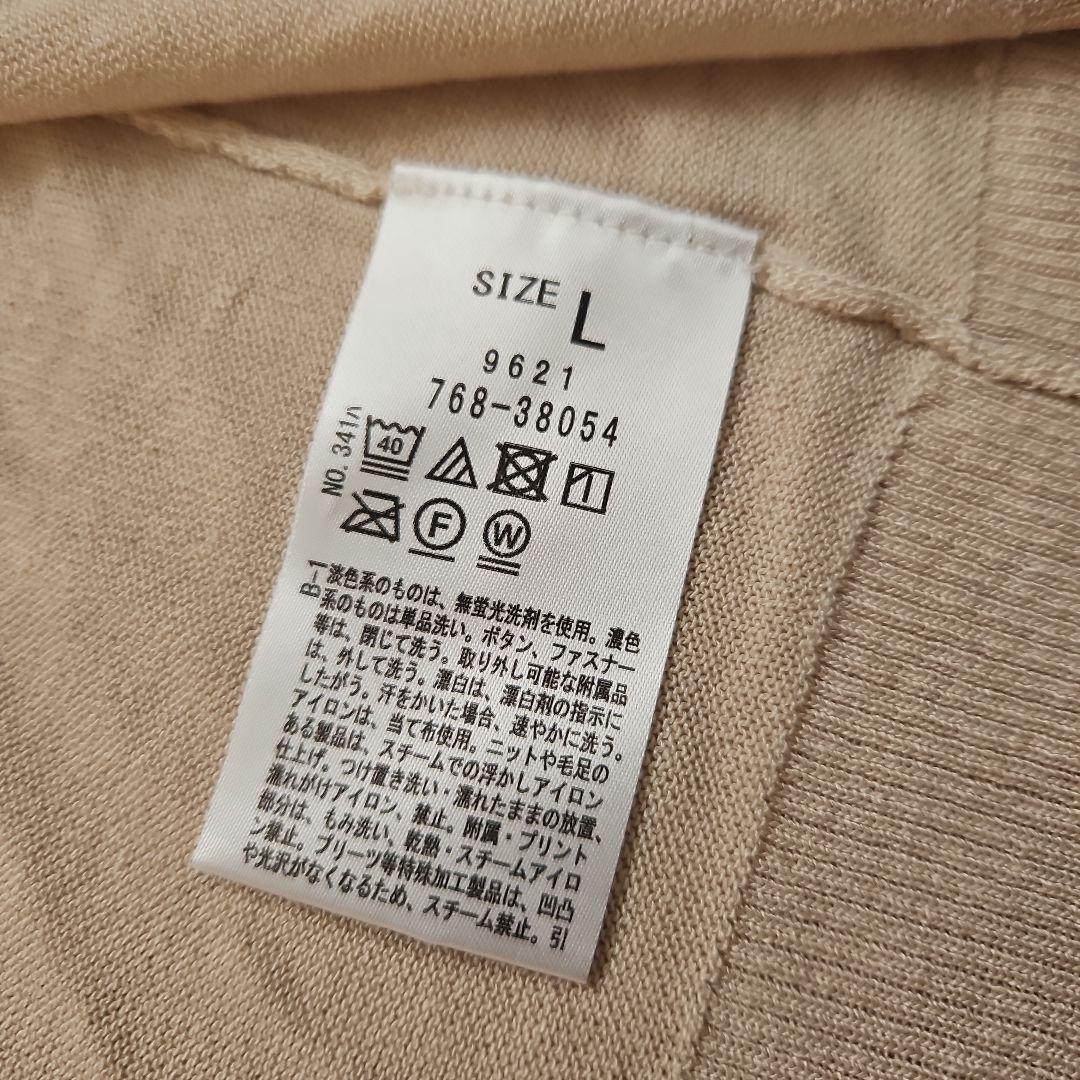 SIZE L
9621
768-38054
NO. 341
40
F
W
B-1
淡色系のものは、無蛍光洗剤を使用。濃色
系のものは単品洗い。ボタン、ファスナー
等は、閉じて洗う。取り外し可能な附属品
は、外して洗う。漂白は、漂白剤の指示に
したがう。汗をかいた場合、速やかに洗う。
アイロンは、当て布使用。ニットや毛足の
ある製品は、スチームでの浮かしアイロン
仕上げ。つけ置き洗い・濡れたままの放置、
濡れがけアイロン、禁止。附属・プリント
部分は、もみ洗い、乾熱・スチームアイロ
ン禁止。プリーツ等特殊加工製品は、凹凸
や光沢がなくなるため、スチーム禁止。引